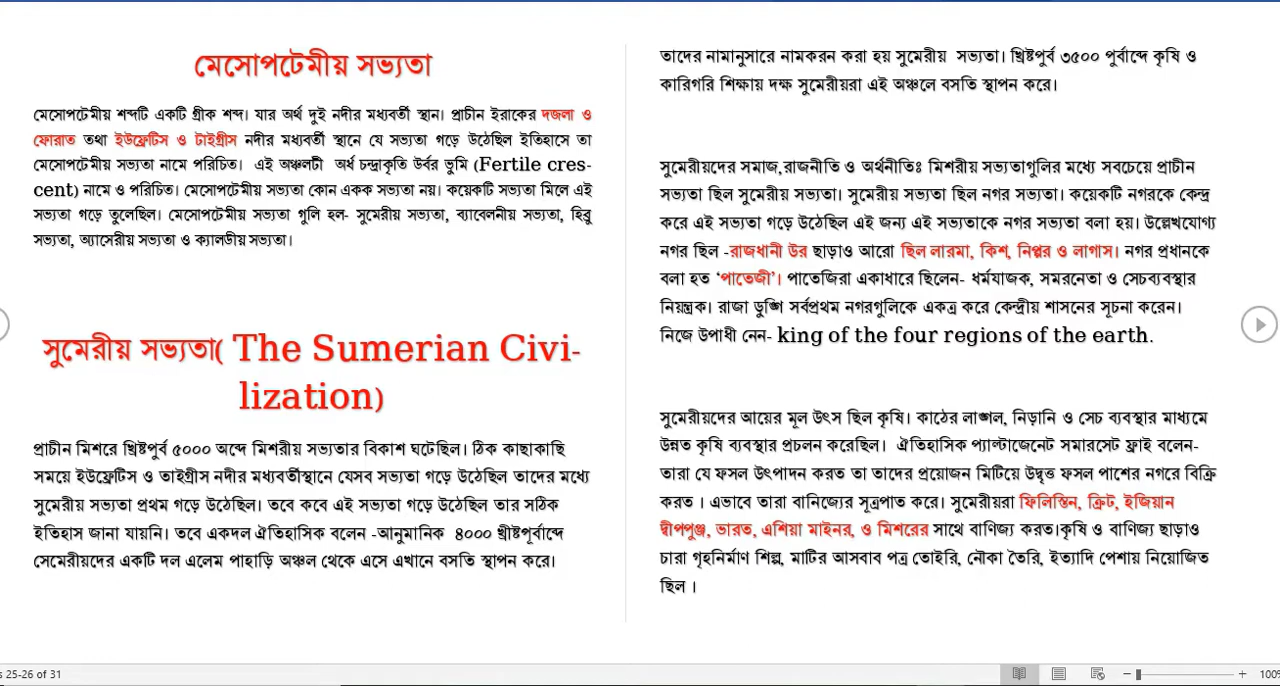 মেসোপটেমীয় সভ্যতা
মেসোপটেমীয় শব্দটি একটি গ্রীক শব্দ। যার অর্থ দুই নদীর মধ্যবর্তী স্থান। প্রাচীন ইরাকের দজলা ও
ফোরাত তথা ইউফ্রেটিস ও টাইগ্রীস নদীর মধ্যবর্তী স্থানে যে সভ্যতা গড়ে উঠেছিল ইতিহাসে তা
মেসোপটেমীয় সভ্যতা নামে পরিচিত। এই অঞ্চলটী অর্ধ চন্দ্রাকৃতি উর্বর ভুমি (Fertile cres-
cent) নামে ও পরিচিত। মেসোপটেমীয় সভ্যতা কোন একক সভ্যতা নয়। কয়েকটি সভ্যতা মিলে এই
সভ্যতা গড়ে তুলেছিল। মেসোপটেমীয় সভ্যতা গুলি হল- সুমেরীয় সভ্যতা, ব্যাবেলনীয় সভ্যতা, হিব্রু
সভ্যতা, অ্যাসেরীয় সভ্যতা ও ক্যালডীয় সভ্যতা।
সুমেরীয় সভ্যতা( The Sumerian Civi-
lization)
প্রাচীন মিশরে খ্রিষ্টপুর্ব ৫০০০ অব্দে মিশরীয় সভ্যতার বিকাশ ঘটেছিল। ঠিক কাছাকাছি
সময়ে ইউফ্রেটিস ও তাইগ্রীস নদীর মধ্যবর্তীস্থানে যেসব সভ্যতা গড়ে উঠেছিল তাদের মধ্যে
সুমেরীয় সভ্যতা প্রথম গড়ে উঠেছিল। তবে কবে এই সভ্যতা গড়ে উঠেছিল তার সঠিক
ইতিহাস জানা যায়নি। তবে একদল ঐতিহাসিক বলেন -আনুমানিক ৪০০০ খ্রীষ্টপূর্বাব্দে
সেমেরীয়দের একটি দল এলেম পাহাড়ি অঞ্চল থেকে এসে এখানে বসতি স্থাপন করে।
তাদের নামানুসারে নামকরন করা হয় সুমেরীয় সভ্যতা। খ্রিষ্টপুর্ব ৩৫০০ পুর্বাব্দে কৃষি ও
কারিগরি শিক্ষায় দক্ষ সুমেরীয়রা এই অঞ্চলে বসতি স্থাপন করে।
সুমেরীয়দের সমাজ,রাজনীতি ও অর্থনীতিঃ মিশরীয় সভ্যতাগুলির মধ্যে সবচেয়ে প্রাচীন
সভ্যতা ছিল সুমেরীয় সভ্যতা। সুমেরীয় সভ্যতা ছিল নগর সভ্যতা। কয়েকটি নগরকে কেন্দ্র
করে এই সভ্যতা গড়ে উঠেছিল এই জন্য এই সভ্যতাকে নগর সভ্যতা বলা হয়। উল্লেখযোগ্য
নগর ছিল -রাজধানী উর ছাড়াও আরো ছিল লারমা, কিশ, নিপ্পর ও লাগাস। নগর প্রধানকে
বলা হত ‘পাতেজী’। পাতেজিরা একাধারে ছিলেন- ধর্মযাজক, সমরনেতা ও সেচব্যবস্থার
নিয়ন্ত্রক। রাজা ডুঙ্গি সর্বপ্রথম নগরগুলিকে একত্র করে কেন্দ্রীয় শাসনের সূচনা করেন।
নিজে উপাধী নেন- king of the four regions of the earth.
সুমেরীয়দের আয়ের মূল উৎস ছিল কৃষি। কাঠের লাঙ্গল, নিড়ানি ও সেচ ব্যবস্থার মাধ্যমে
উন্নত কৃষি ব্যবস্থার প্রচলন করেছিল। ঐতিহাসিক প্যান্টাজেনেট সমারসেট ফ্রাই বলেন-
তারা যে ফসল উৎপাদন করত তা তাদের প্রয়োজন মিটিয়ে উদ্বৃত্ত ফসল পাশের নগরে বিক্রি
করত । এভাবে তারা বানিজ্যের সূত্রপাত করে। সুমেরীয়রা ফিলিস্তিন, ক্রিট, ইজিয়ান
দ্বীপপুঞ্জ, ভারত, এশিয়া মাইনর, ও মিশরের সাথে বাণিজ্য করত।কৃষি ও বাণিজ্য ছাড়াও
চারা গৃহনির্মাণ শিল্প, মাটির আসবাব পত্র তোইরি, নৌকা তৈরি, ইত্যাদি পেশায় নিয়োজিত
ছিল ।
s 25-26 of 31
100%